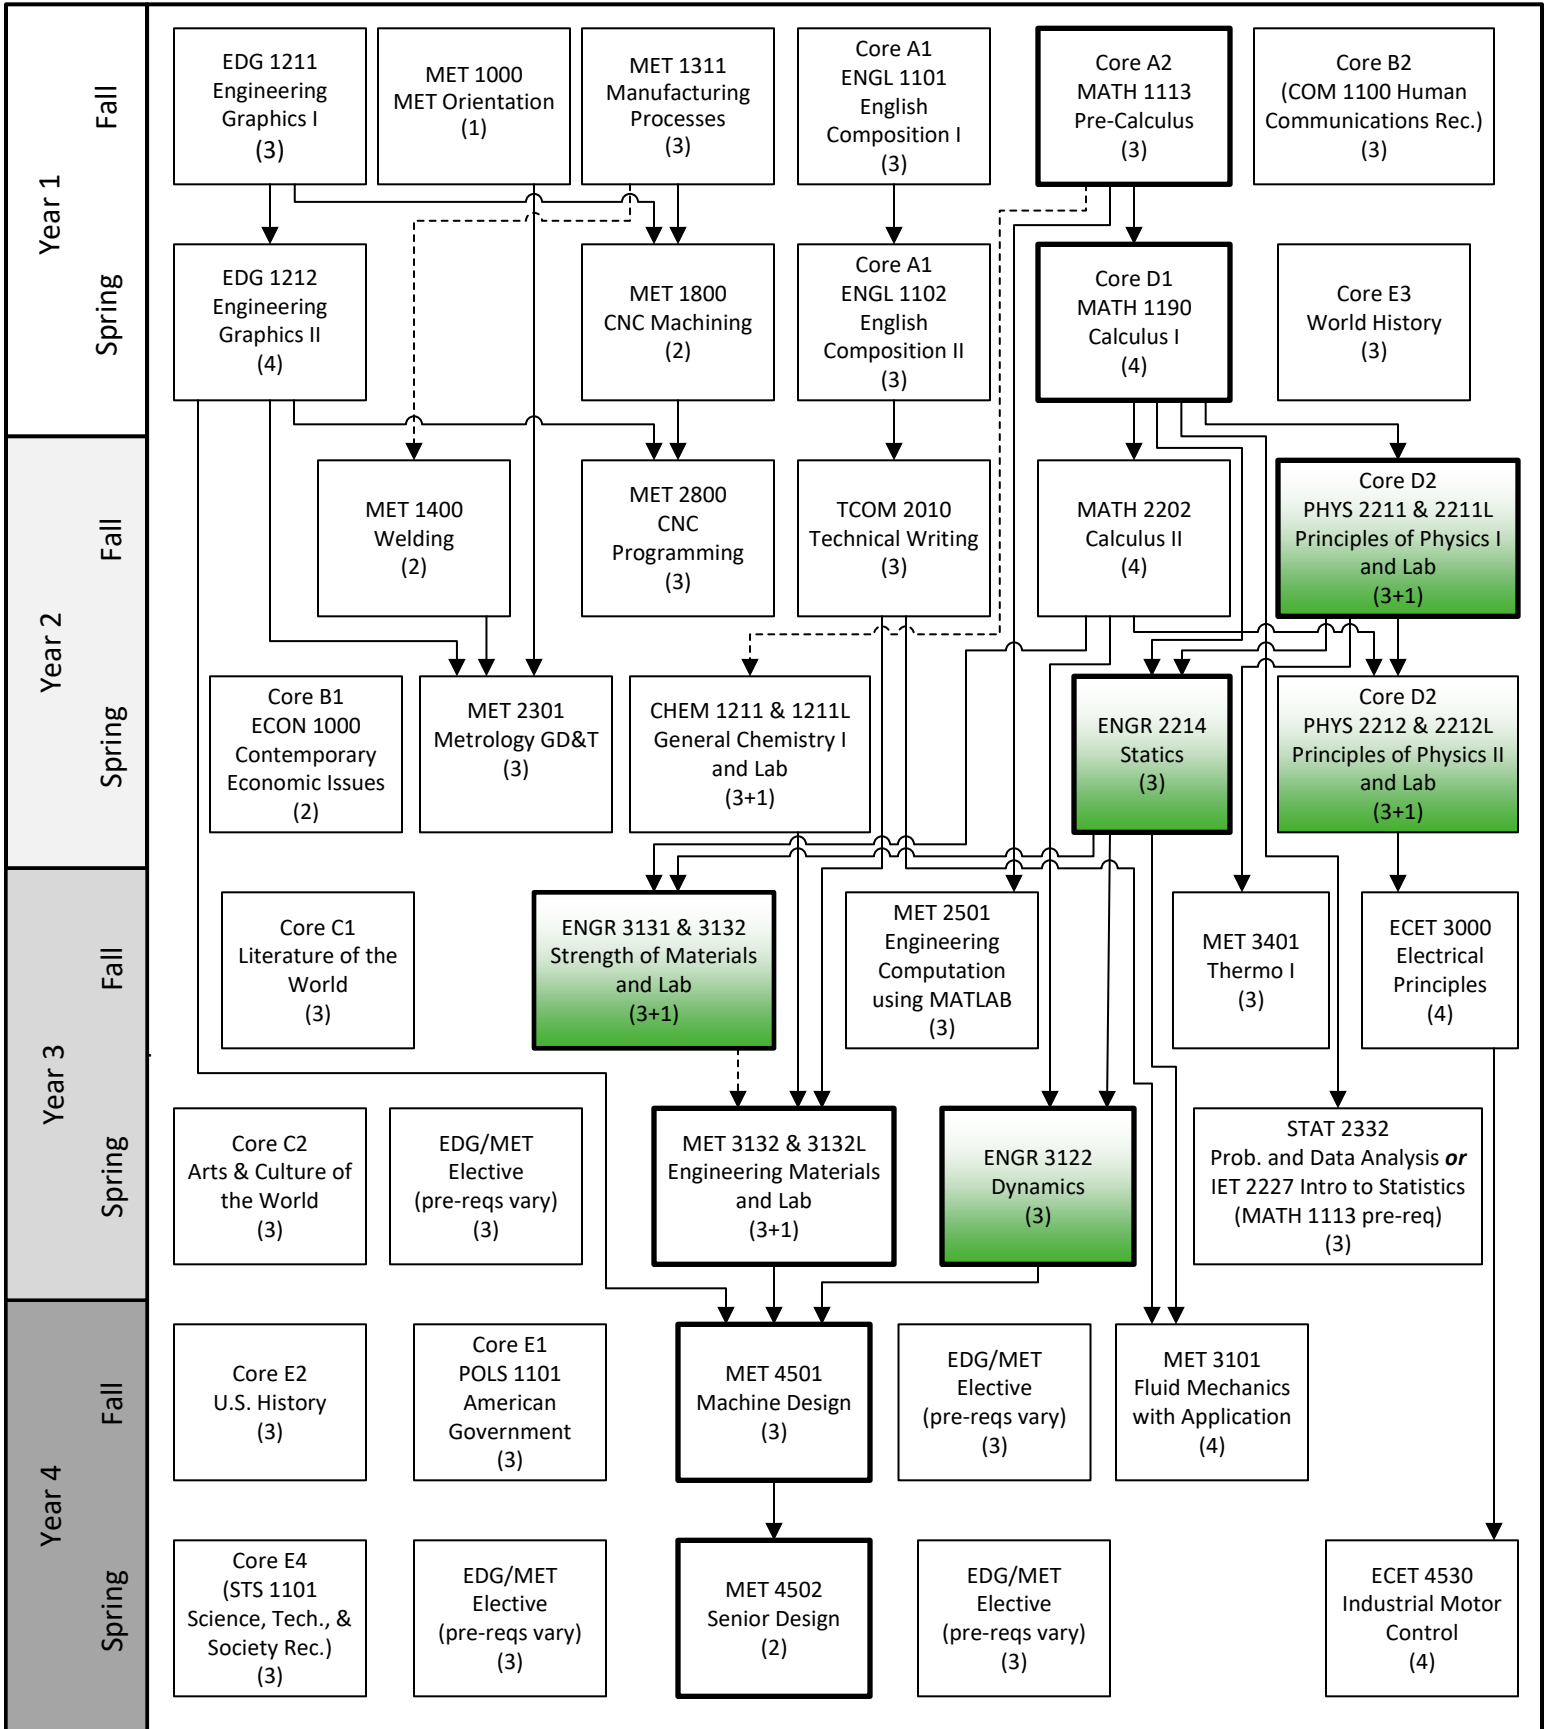 Year 1
Fall
EDG 1211
Engineering
Graphics I
(3)
MET 1000
MET Orientation
(1)
MET 1311
Manufacturing
Processes
(3)
Core A1
ENGL 1101
English
Composition I
(3)
Core A2
MATH 1113
Pre-Calculus
(3)
Core B2
(COM 1100 Human
Communications Rec.)
(3)
Spring
EDG 1212
Engineering
Graphics II
(4)
MET 1800
CNC Machining
(2)
Core A1
ENGL 1102
English
Composition II
(3)
Core D1
MATH 1190
Calculus I
(4)
Core E3
World History
(3)
Year 2
Fall
MET 1400
Welding
(2)
MET 2800
CNC
Programming
(3)
TCOM 2010
Technical Writing
(3)
MATH 2202
Calculus II
(4)
Core D2
PHYS 2211 & 2211L
Principles of Physics I
and Lab
(3+1)
Spring
Core B1
ECON 1000
Contemporary
Economic Issues
(2)
MET 2301
Metrology GD&T
(3)
CHEM 1211 & 1211L
General Chemistry I
and Lab
(3+1)
ENGR 2214
Statics
(3)
Core D2
PHYS 2212 & 2212L
Principles of Physics II
and Lab
(3+1)
Year 3
Fall
Core C1
Literature of the
World
(3)
ENGR 3131 & 3132
Strength of Materials
and Lab
(3+1)
MET 2501
Engineering
Computation
using MATLAB
(3)
MET 3401
Thermo I
(3)
ECET 3000
Electrical
Principles
(4)
Spring
Core C2
Arts & Culture of
the World
(3)
EDG/MET
Elective
(pre-reqs vary)
(3)
MET 3132 & 3132L
Engineering Materials
and Lab
(3+1)
ENGR 3122
Dynamics
(3)
STAT 2332
Prob. and Data Analysis or
IET 2227 Intro to Statistics
(MATH 1113 pre-req)
(3)
Year 4
Fall
Core E2
U.S. History
(3)
Core E1
POLS 1101
American
Government
(3)
MET 4501
Machine Design
(3)
EDG/MET
Elective
(pre-reqs vary)
(3)
MET 3101
Fluid Mechanics
with Application
(4)
Spring
Core E4
(STS 1101
Science, Tech., &
Society Rec.)
(3)
EDG/MET
Elective
(pre-reqs vary)
(3)
MET 4502
Senior Design
(2)
EDG/MET
Elective
(pre-reqs vary)
(3)
ECET 4530
Industrial Motor
Control
(4)